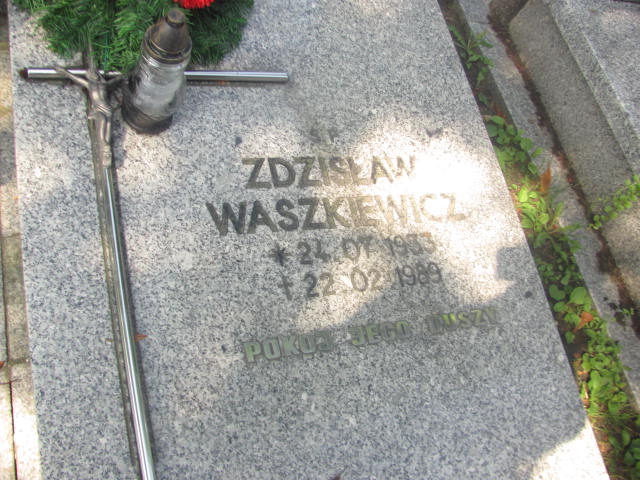 Ś.P.
ZDZISŁAW
WASZKIEWICZ
* 24.07.1933
† 22.02.1989
POKÓJ JEGO DUSZY